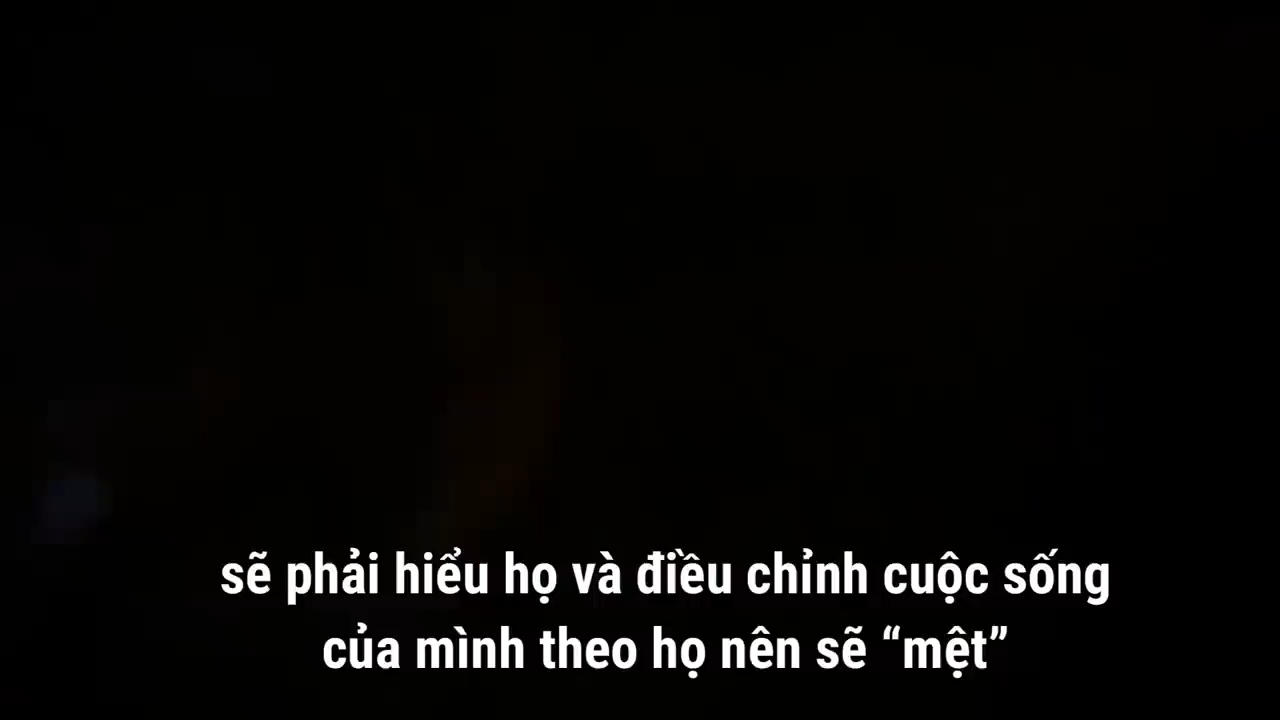 sẽ phải hiểu họ và điều chỉnh cuộc sống
của mình theo họ nên sẽ “mệt”